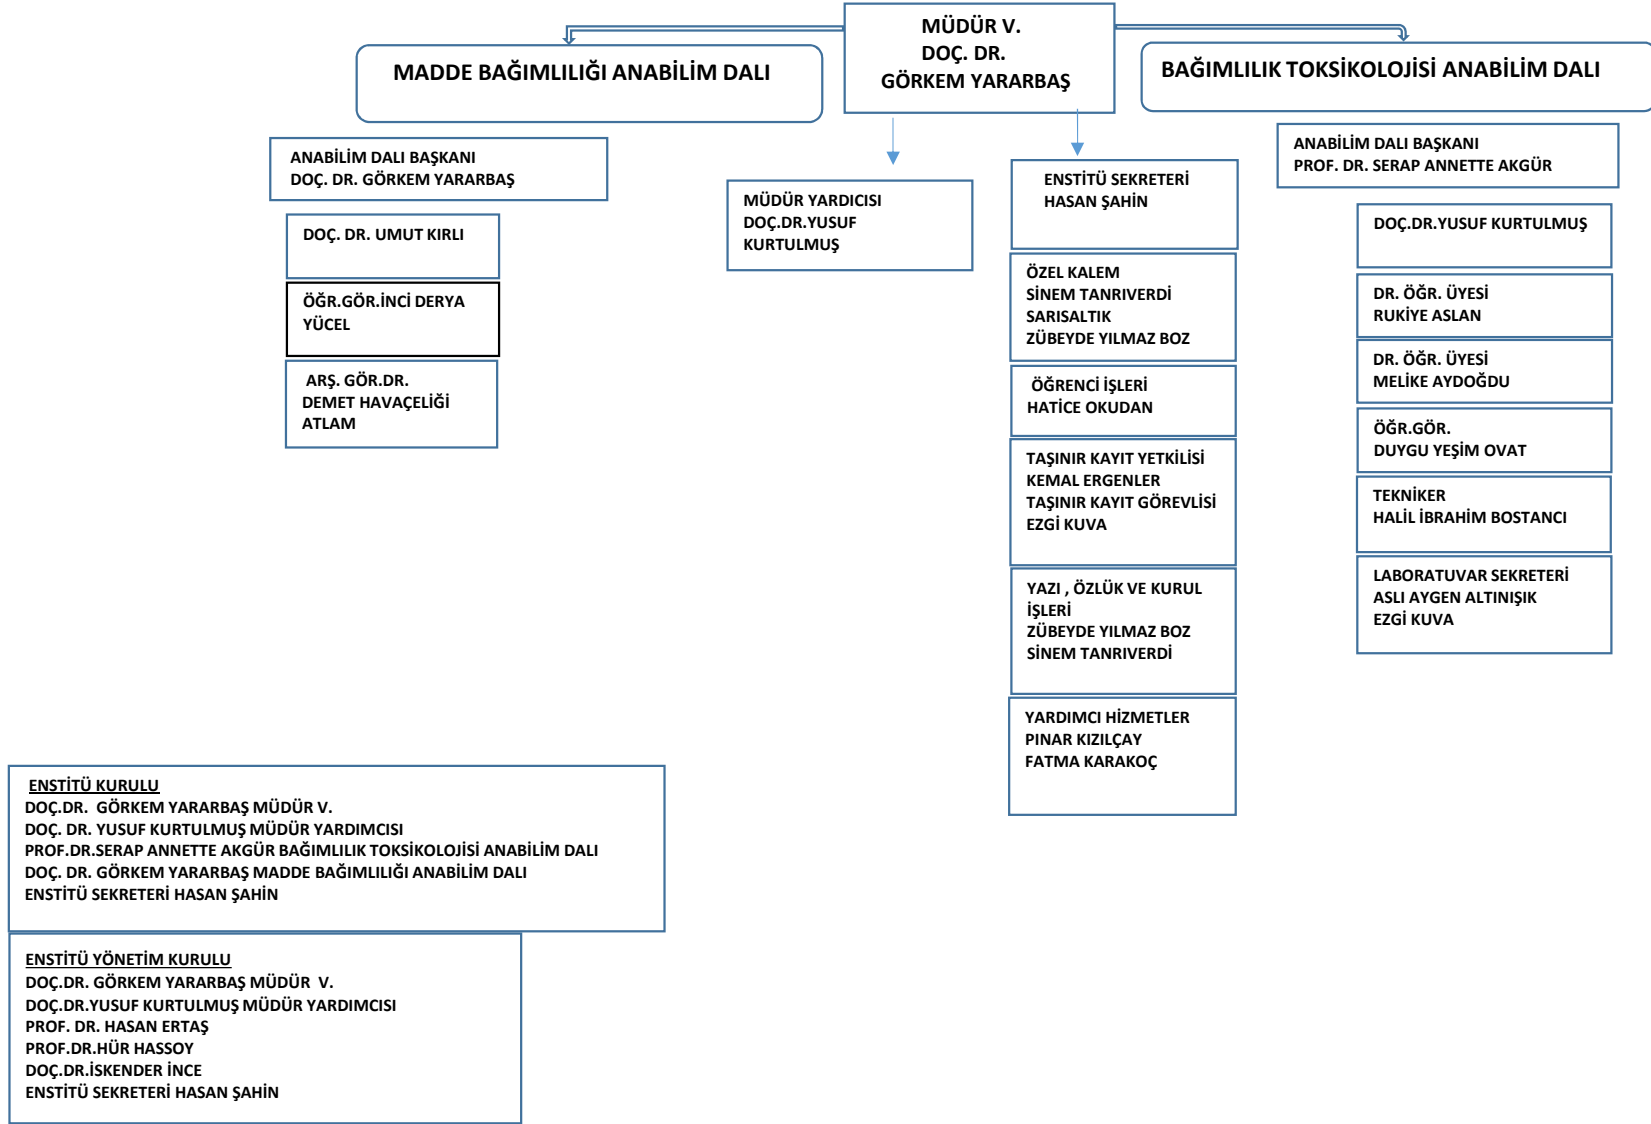 MÜDÜR V.
DOÇ. DR.
GÖRKEM YARARBAŞ
MADDE BAĞIMLILIĞI ANABİLİM DALI
BAĞIMLILIK TOKSİKOLOJİSİ ANABİLİM DALI
ANABİLİM DALI BAŞKANI
DOÇ. DR. GÖRKEM YARARBAŞ
DOÇ. DR. UMUT KIRLI
ÖĞR.GÖR.İNCİ DERYA
YÜCEL
ARŞ. GÖR.DR.
DEMET HAVAÇELİĞİ
ATLAM
MÜDÜR YARDICISI
DOÇ.DR.YUSUF
KURTULMUŞ
ENSTİTÜ SEKRETERİ
HASAN ŞAHİN
ÖZEL KALEM
SİNEM TANRIVERDİ
SARISALTIK
ZÜBEYDE YILMAZ BOZ
ÖĞRENCİ İŞLERİ
HATİCE OKUDAN
TAŞINIR KAYIT YETKİLİSİ
KEMAL ERGENLER
TAŞINIR KAYIT GÖREVLİSİ
EZGİ KUVA
YAZI , ÖZLÜK VE KURUL
İŞLERİ
ZÜBEYDE YILMAZ BOZ
SİNEM TANRIVERDİ
YARDIMCI HİZMETLER
PINAR KIZILÇAY
FATMA KARAKOÇ
ANABİLİM DALI BAŞKANI
PROF. DR. SERAP ANNETTE AKGÜR
DOÇ.DR.YUSUF KURTULMUŞ
DR. ÖĞR. ÜYESİ
RUKİYE ASLAN
DR. ÖĞR. ÜYESİ
MELİKE AYDOĞDU
ÖĞR.GÖR.
DUYGU YEŞİM OVAT
TEKNİKER
HALİL İBRAHİM BOSTANCI
LABORATUVAR SEKRETERİ
ASLI AYGEN ALTINIŞIK
EZGİ KUVA
ENSTİTÜ KURULU
DOÇ.DR. GÖRKEM YARARBAŞ MÜDÜR V.
DOÇ. DR. YUSUF KURTULMUŞ MÜDÜR YARDIMCISI
PROF.DR.SERAP ANNETTE AKGÜR BAĞIMLILIK TOKSİKOLOJİSİ ANABİLİM DALI
DOÇ. DR. GÖRKEM YARARBAŞ MADDE BAĞIMLILIĞI ANABİLİM DALI
ENSTİTÜ SEKRETERİ HASAN ŞAHİN
ENSTİTÜ YÖNETİM KURULU
DOÇ.DR. GÖRKEM YARARBAŞ MÜDÜR V.
DOÇ.DR.YUSUF KURTULMUŞ MÜDÜR YARDIMCISI
PROF. DR. HASAN ERTAŞ
PROF.DR.HÜR HASSOY
DOÇ.DR.İSKENDER İNCE
ENSTİTÜ SEKRETERİ HASAN ŞAHİN